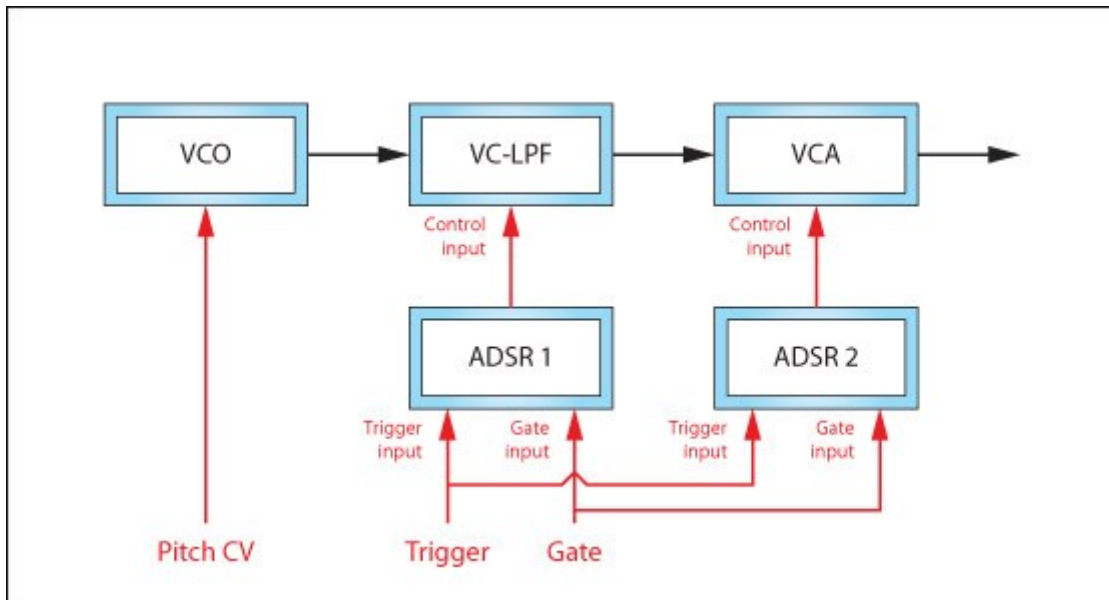 VCO
VC-LPF
VCA
Control
input
Control
input
ADSR 1
ADSR 2
Trigger
input
Gate
input
Trigger
input
Gate
input
Pitch CV
Trigger
Gate